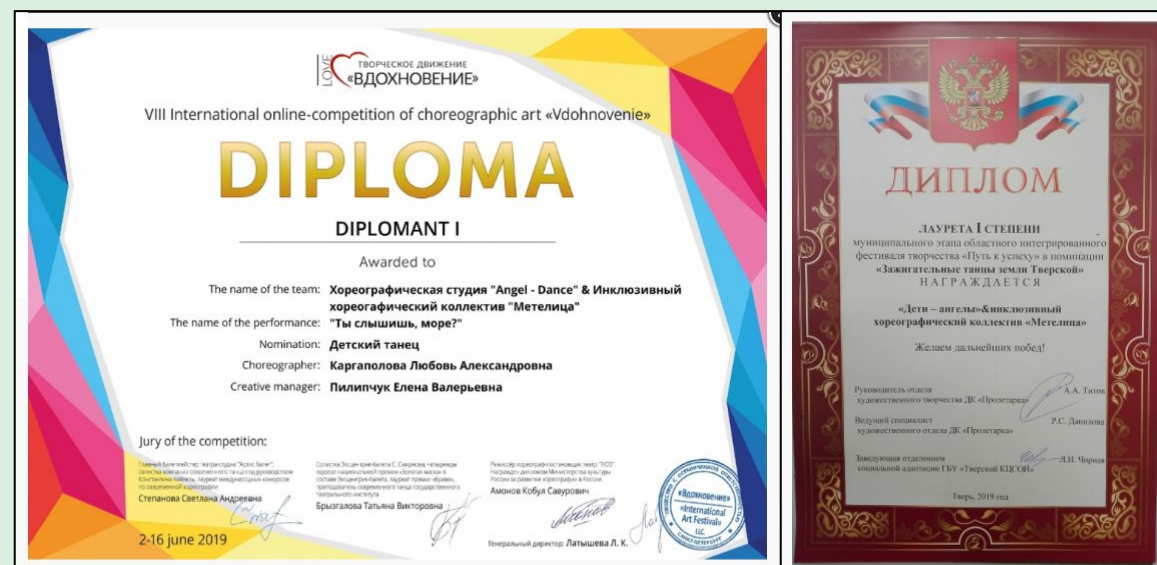 LOVE
ТВОРЧЕСКОЕ ДВИЖЕНИЕ
«ВДОХНОВЕНИЕ»
VIII International online-competition of choreographic art «Vdohnovenie»
DIPLOMA
DIPLOMANT I
Awarded to
The name of the team: Хореографическая студия "Angel - Dance" & Инклюзивный
хореогафический коллектив "Метелица"
The name of the performance: "Ты слышишь, море?"
Nomination: Детский танец
Choreographer: Каргаполова Любовь Александровна
Creative manager: Пилипчук Елена Валерьевна
Jury of the competition:
Степанова Светлана Андреевна
Брызгалова Татьяна Викторовна
Амонов Кобул Савурович
Генеральный директор: Латышева Л. К.
2-16 june 2019
«Вдохновение»
«International
Art Festival»
LLC.
ДИПЛОМ
ЛАУРЕТА I СТЕПЕНИ
муниципального этапа областного интегрированного
фестиваля творчества «Путь к успеху» в номинации
«Зажигательные танцы земли Тверской»
НАГРАЖДАЕТСЯ
«Дети – ангелы»&инклюзивный
хореографический коллектив «Метелица»
Желаем дальнейших побед!
Руководитель отдела
художественного творчества ДК «Пролетарка» А.А. Титов
Ведущий специалист
художественного отдела ДК «Пролетарка» Р.С. Данилова
Заведующая отделением
социальной адаптации ГБУ «Тверской КЦСОН» Л.Н. Чорная
Тверь, 2019 год